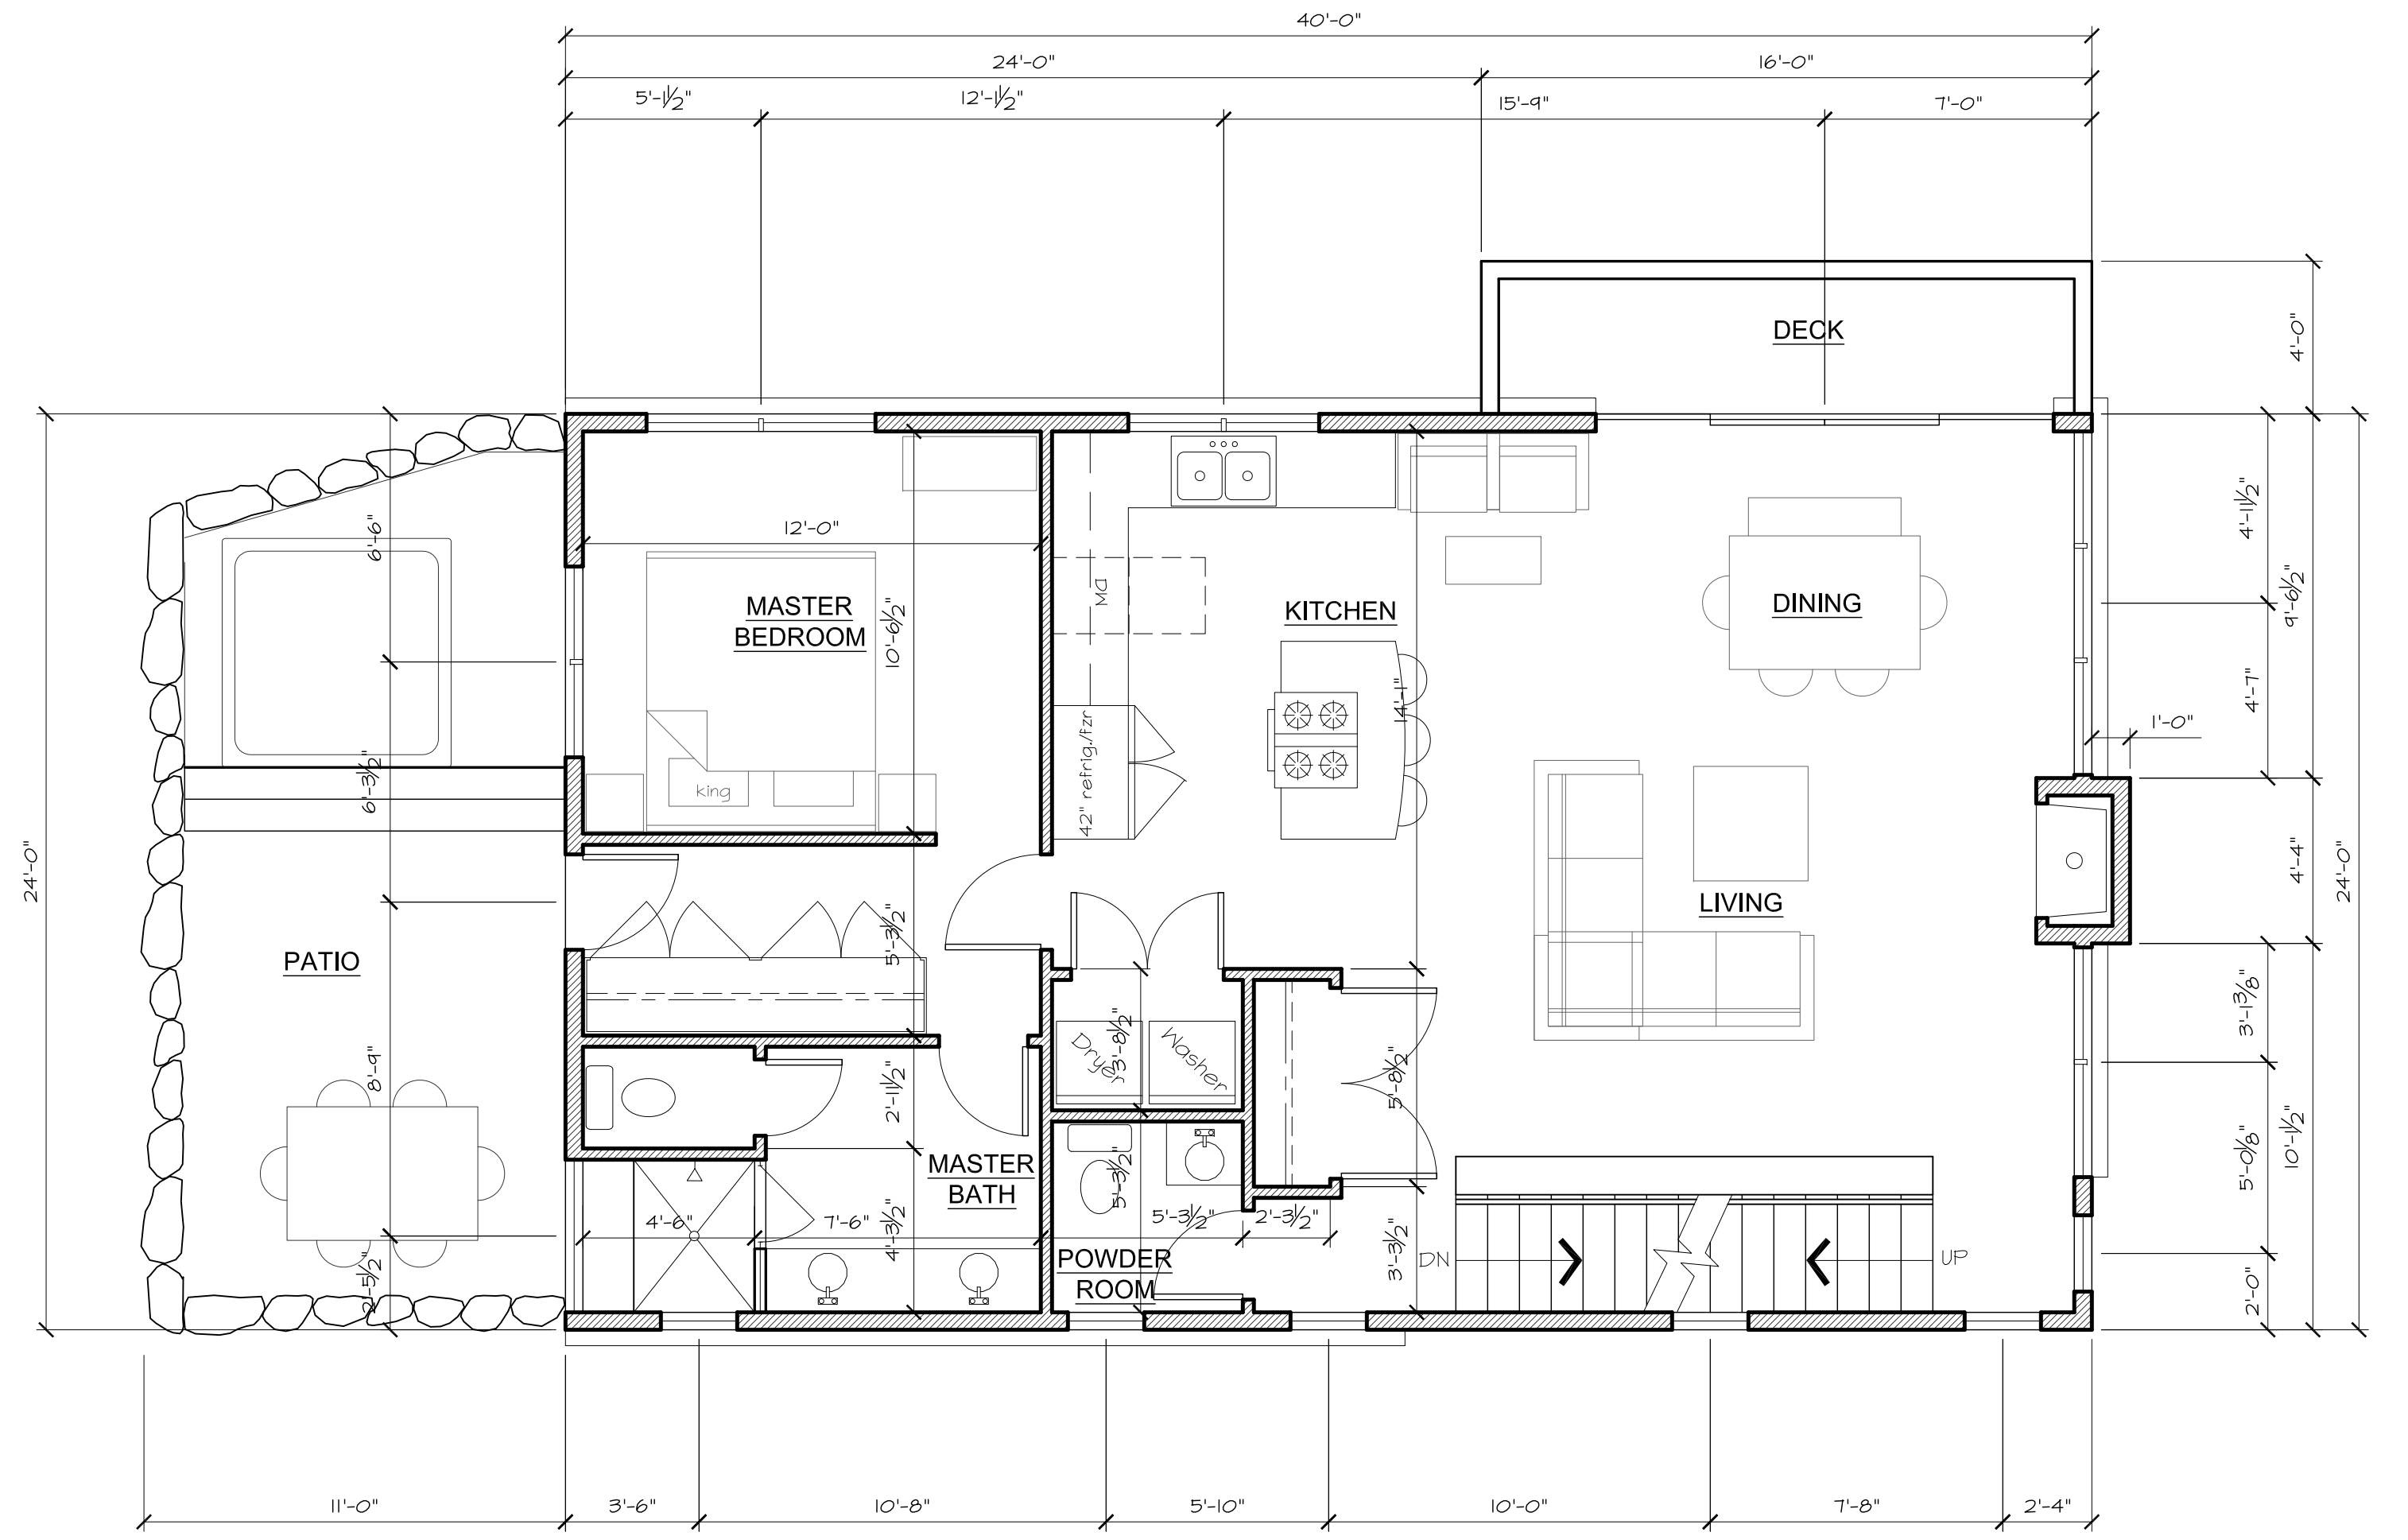 40'-0"
24'-0"
16'-0"
5'-1½"
12'-1½"
15'-9"
7'-0"
DECK
4'-0"
6'-6"
12'-0"
MASTER
BEDROOM
10'-6½"
MD
KITCHEN
DINING
4'-11½"
9'-6½"
4'-7"
1'-0"
14'-1"
42" refrig./fzr
king
6'-3½"
24'-0"
PATIO
5'-3½"
LIVING
4'-4"
24'-0"
8'-9"
2'-11½"
Dryer
3'-8½"
Washer
5'-8½"
3'-1⅜"
5'-0⅛"
10'-1½"
MASTER
BATH
4'-6"
7'-6"
4'-3½"
5'-3½"
5'-3½"
2'-3½"
3'-3½"
POWDER
ROOM
DN
UP
2'-5½"
2'-0"
11'-0"
3'-6"
10'-8"
5'-10"
10'-0"
7'-8"
2'-4"